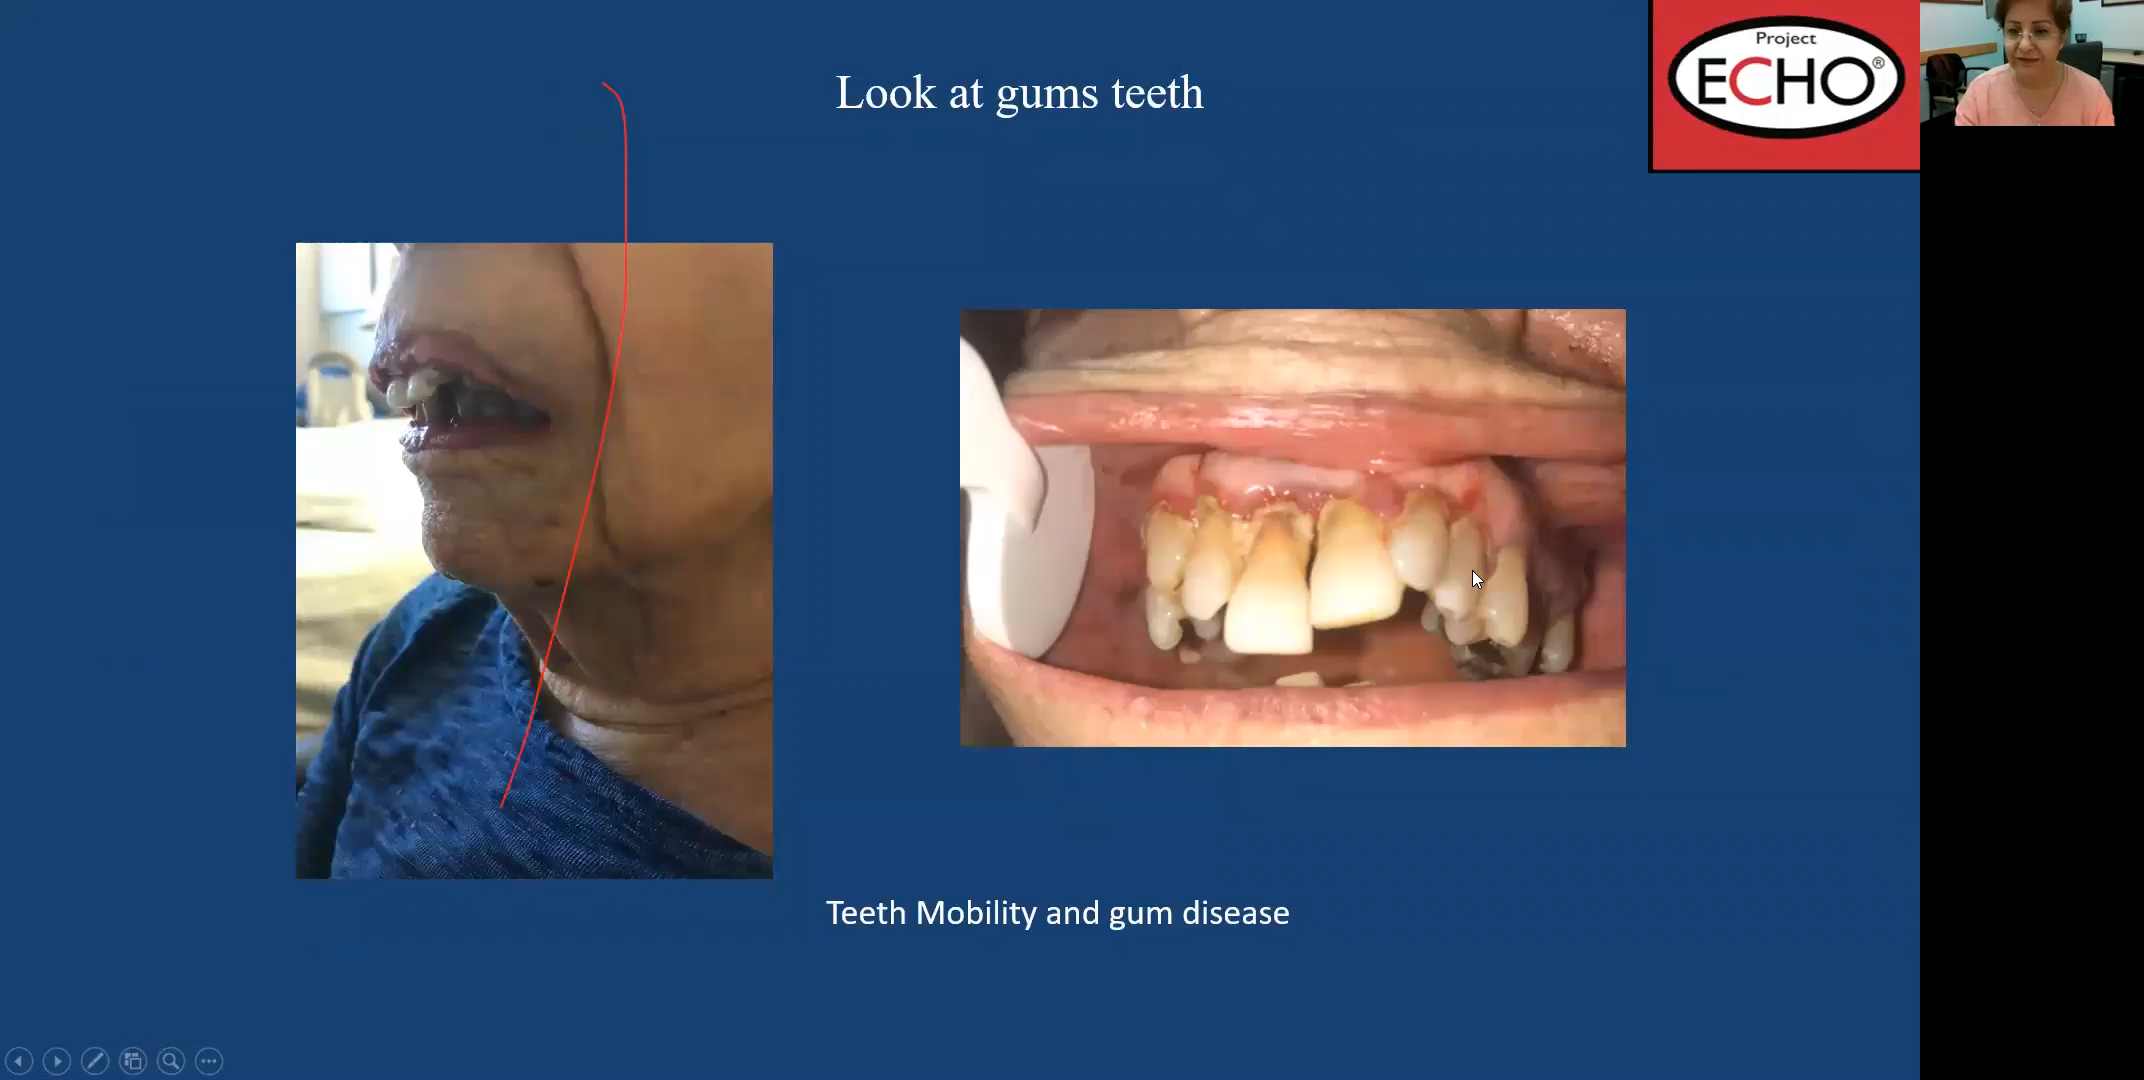 Look at gums teeth
Project
ECHO®
Teeth Mobility and gum disease